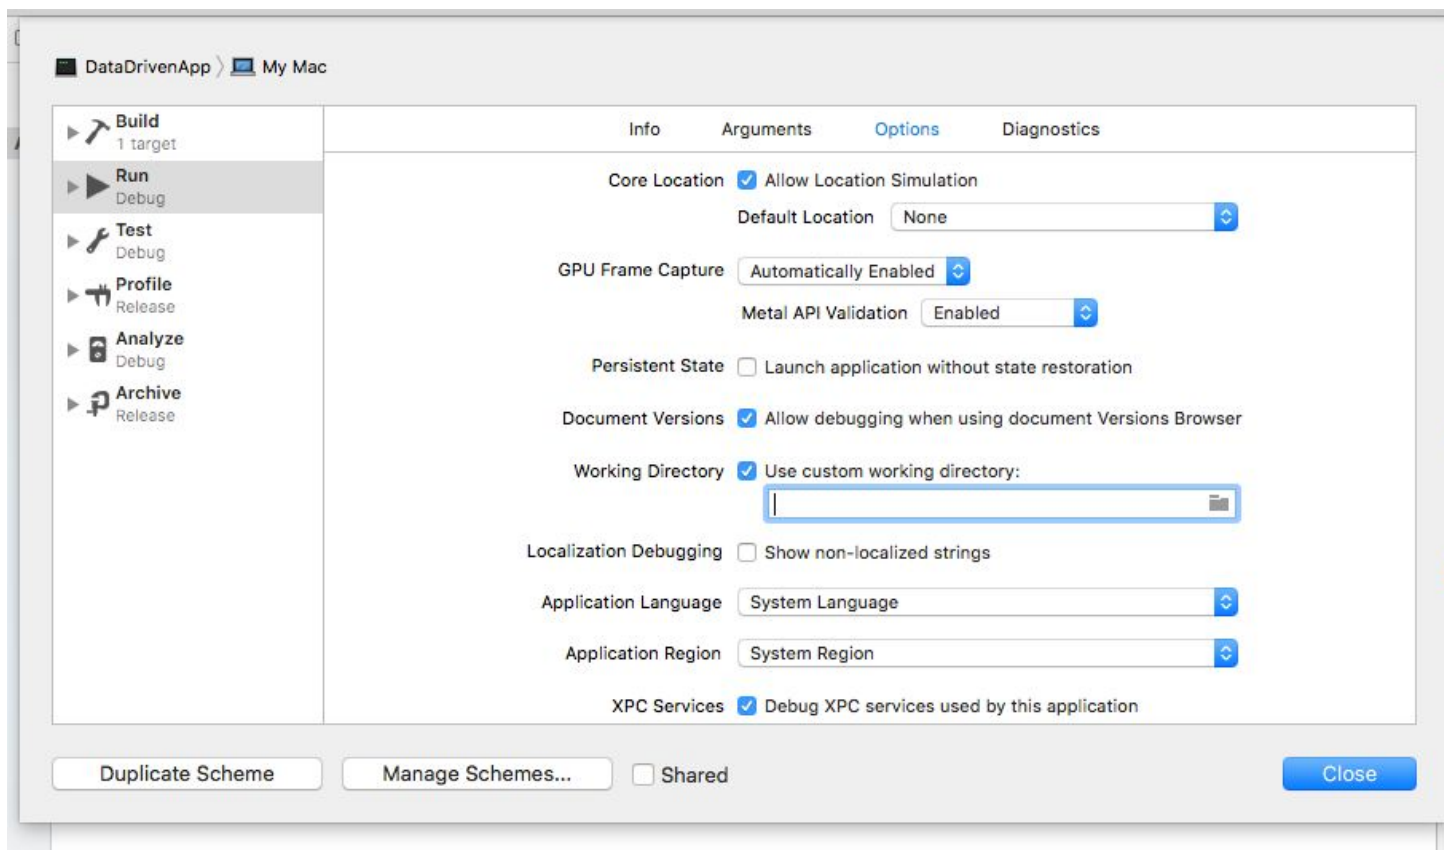 DataDrivenApp 〉 My Mac
Build
1 target
Run
Debug
Test
Debug
Profile
Release
Analyze
Debug
Archive
Release
Info Arguments Options Diagnostics
Core Location Allow Location Simulation
Default Location None
GPU Frame Capture Automatically Enabled
Metal API Validation Enabled
Persistent State Launch application without state restoration
Document Versions Allow debugging when using document Versions Browser
Working Directory Use custom working directory:
Localization Debugging Show non-localized strings
Application Language System Language
Application Region System Region
XPC Services Debug XPC services used by this application
Duplicate Scheme Manage Schemes... Shared Close